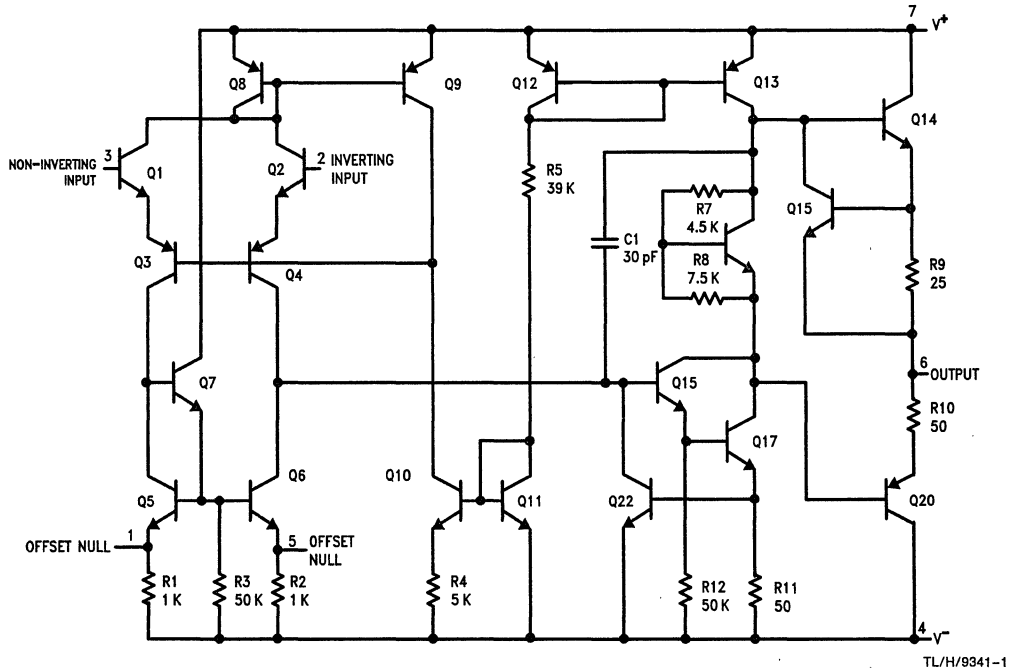 7
V+
Q8
Q9
Q12
Q13
Q14
3
NON-INVERTING
INPUT
Q1
Q2
2 INVERTING
INPUT
R5
39 K
R7
4.5 K
Q15
R8
7.5 K
C1
30 pF
Q3
Q4
R9
25
Q7
6
OUTPUT
Q15
R10
50
Q17
Q5
Q6
Q10
Q11
Q22
Q20
1
OFFSET NULL
5 OFFSET
NULL
R1
1 K
R3
50 K
R2
1 K
R4
5 K
R12
50 K
R11
50
4
V-
TL/H/9341-1